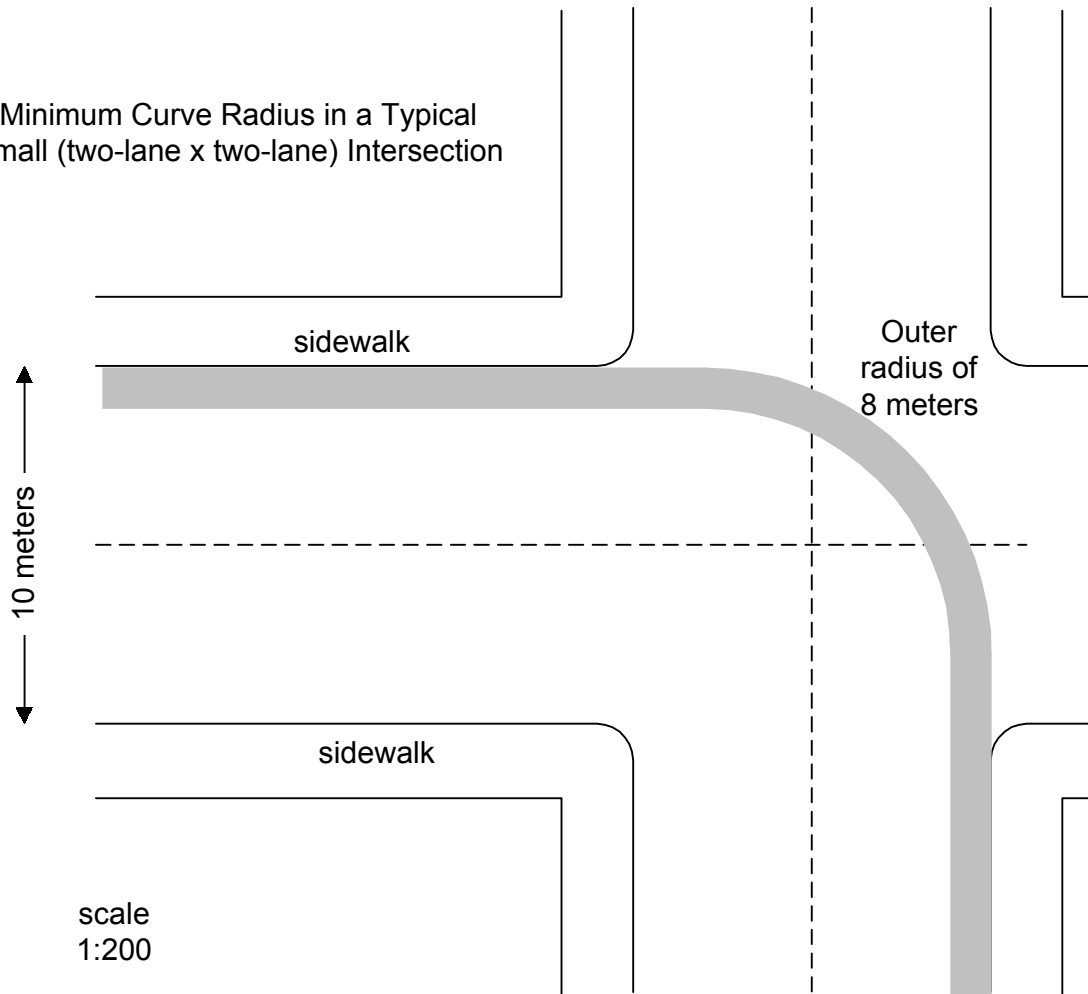 Minimum Curve Radius in a Typical
mall (two-lane x two-lane) Intersection
sidewalk
Outer
radius of
8 meters
10 meters
sidewalk
scale
1:200